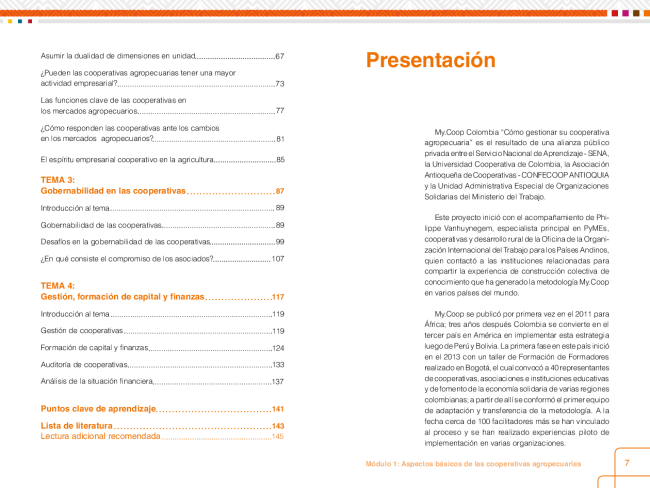 Asumir la dualidad de dimensiones en unidad........................................67
¿Pueden las cooperativas agropecuarias tener una mayor
actividad empresarial?................................................................73
Las funciones clave de las cooperativas en
los mercados agropecuarios................................................................77
¿Cómo responden las cooperativas ante los cambios
en los mercados agropecuarios?................................................................81
El espíritu empresarial cooperativo en la agricultura................................85
TEMA 3:
Gobernabilidad en las cooperativas............................87
Introducción al tema................................................................89
Gobernabilidad de las cooperativas................................................89
Desafíos en la gobernabilidad de las cooperativas................................99
¿En qué consiste el compromiso de los asociados?............................107
TEMA 4:
Gestión, formación de capital y finanzas.....................117
Introducción al tema................................................................119
Gestión de cooperativas................................................................119
Formación de capital y finanzas................................................124
Auditoría de cooperativas................................................................133
Análisis de la situación financiera................................................137
Puntos clave de aprendizaje................................141
Lista de literatura................................................143
Lectura adicional recomendada................................................145
Presentación
My.Coop Colombia “Cómo gestionar su cooperativa
agropecuaria” es el resultado de una alianza público
privada entre el Servicio Nacional de Aprendizaje - SENA,
la Universidad Cooperativa de Colombia, la Asociación
Antioqueña de Cooperativas - CONFECOOP ANTIOQUIA
y la Unidad Administrativa Especial de Organizaciones
Solidarias del Ministerio del Trabajo.
Este proyecto inició con el acompañamiento de Phi-
lippe Vanhuynegem, especialista principal en PyMEs,
cooperativas y desarrollo rural de la Oficina de la Organi-
zación Internacional del Trabajo para los Países Andinos,
quien contactó a las instituciones relacionadas para
compartir la experiencia de construcción colectiva de
conocimiento que ha generado la metodología My.Coop
en varios países del mundo.
My.Coop se publicó por primera vez en el 2011 para
África; tres años después Colombia se convierte en el
tercer país en América en implementar esta estrategia
luego de Perú y Bolivia. La primera fase en este país inició
en el 2013 con un taller de Formación de Formadores
realizado en Bogotá, el cual convocó a 40 representantes
de cooperativas, asociaciones e instituciones educativas
y de fomento de la economía solidaria de varias regiones
colombianas; a partir de allí se conformó el primer equipo
de adaptación y transferencia de la metodología. A la
fecha cerca de 100 facilitadores más se han vinculado
al proceso y se han realizado experiencias piloto de
implementación en varias organizaciones.
Módulo 1: Aspectos básicos de las cooperativas agropecuarias
7